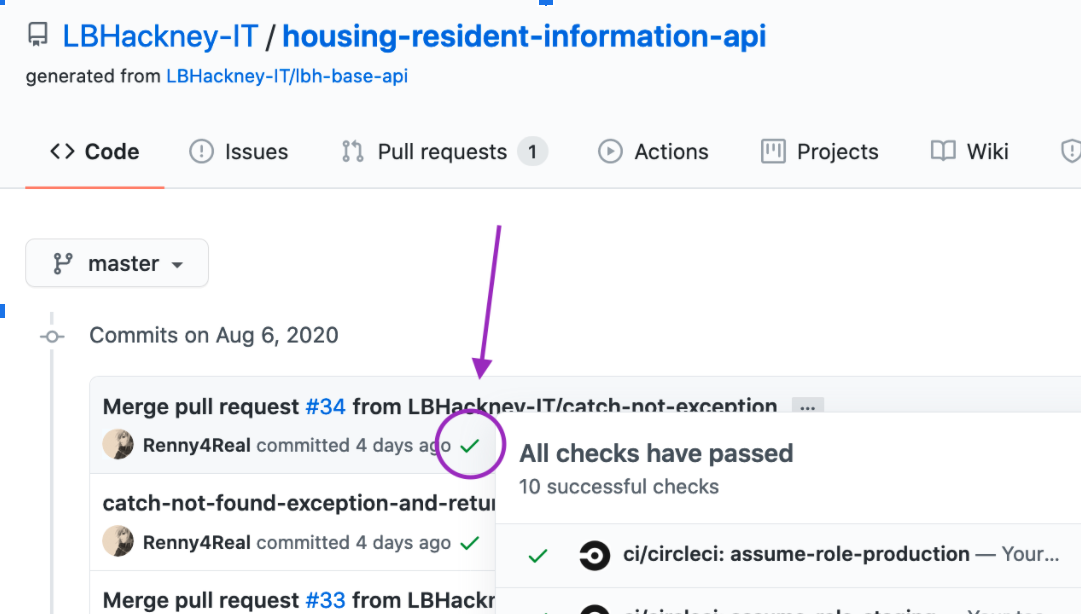 LBHackney-IT / housing-resident-information-api
generated from LBHackney-IT/lbh-base-api
Code Issues Pull requests 1 Actions Projects Wiki
master
Commits on Aug 6, 2020
Merge pull request #34 from LBHackney-IT/catch-not-exception ...
Renny4Real committed 4 days ago
All checks have passed
10 successful checks
catch-not-found-exception-and-retur
Renny4Real committed 4 days ago
ci/circleci: assume-role-production — Your...
Merge pull request #33 from LBHackn